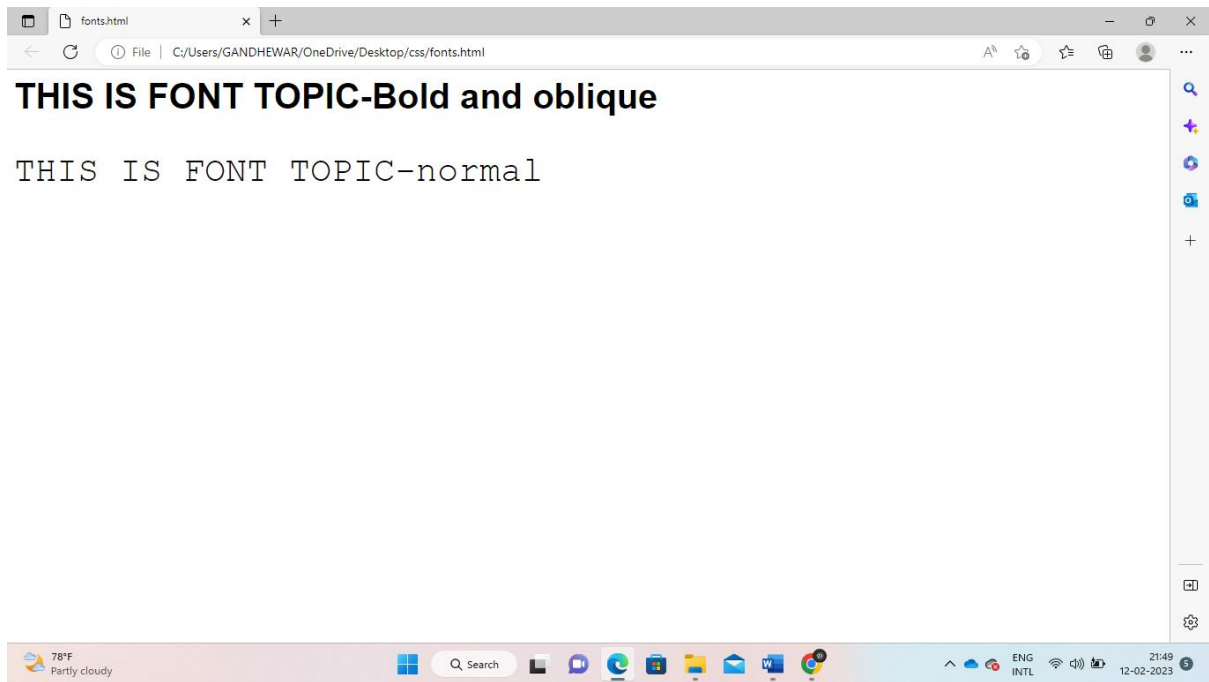 fonts.html
File | C:/Users/GANDHEWAR/OneDrive/Desktop/css/fonts.html
THIS IS FONT TOPIC-Bold and oblique
THIS IS FONT TOPIC-normal
78°F
Partly cloudy
Search
ENG
INTL
21:49
12-02-2023
5